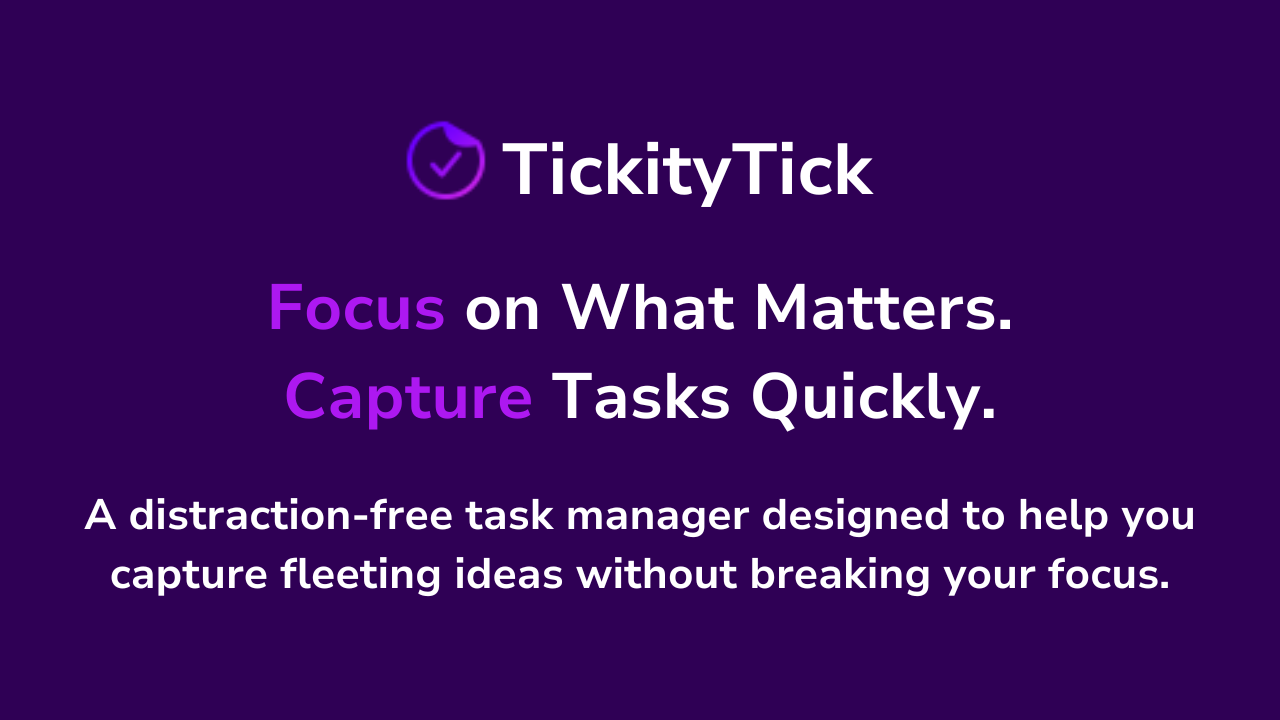 TickityTick
Focus on What Matters.
Capture Tasks Quickly.
A distraction-free task manager designed to help you
capture fleeting ideas without breaking your focus.